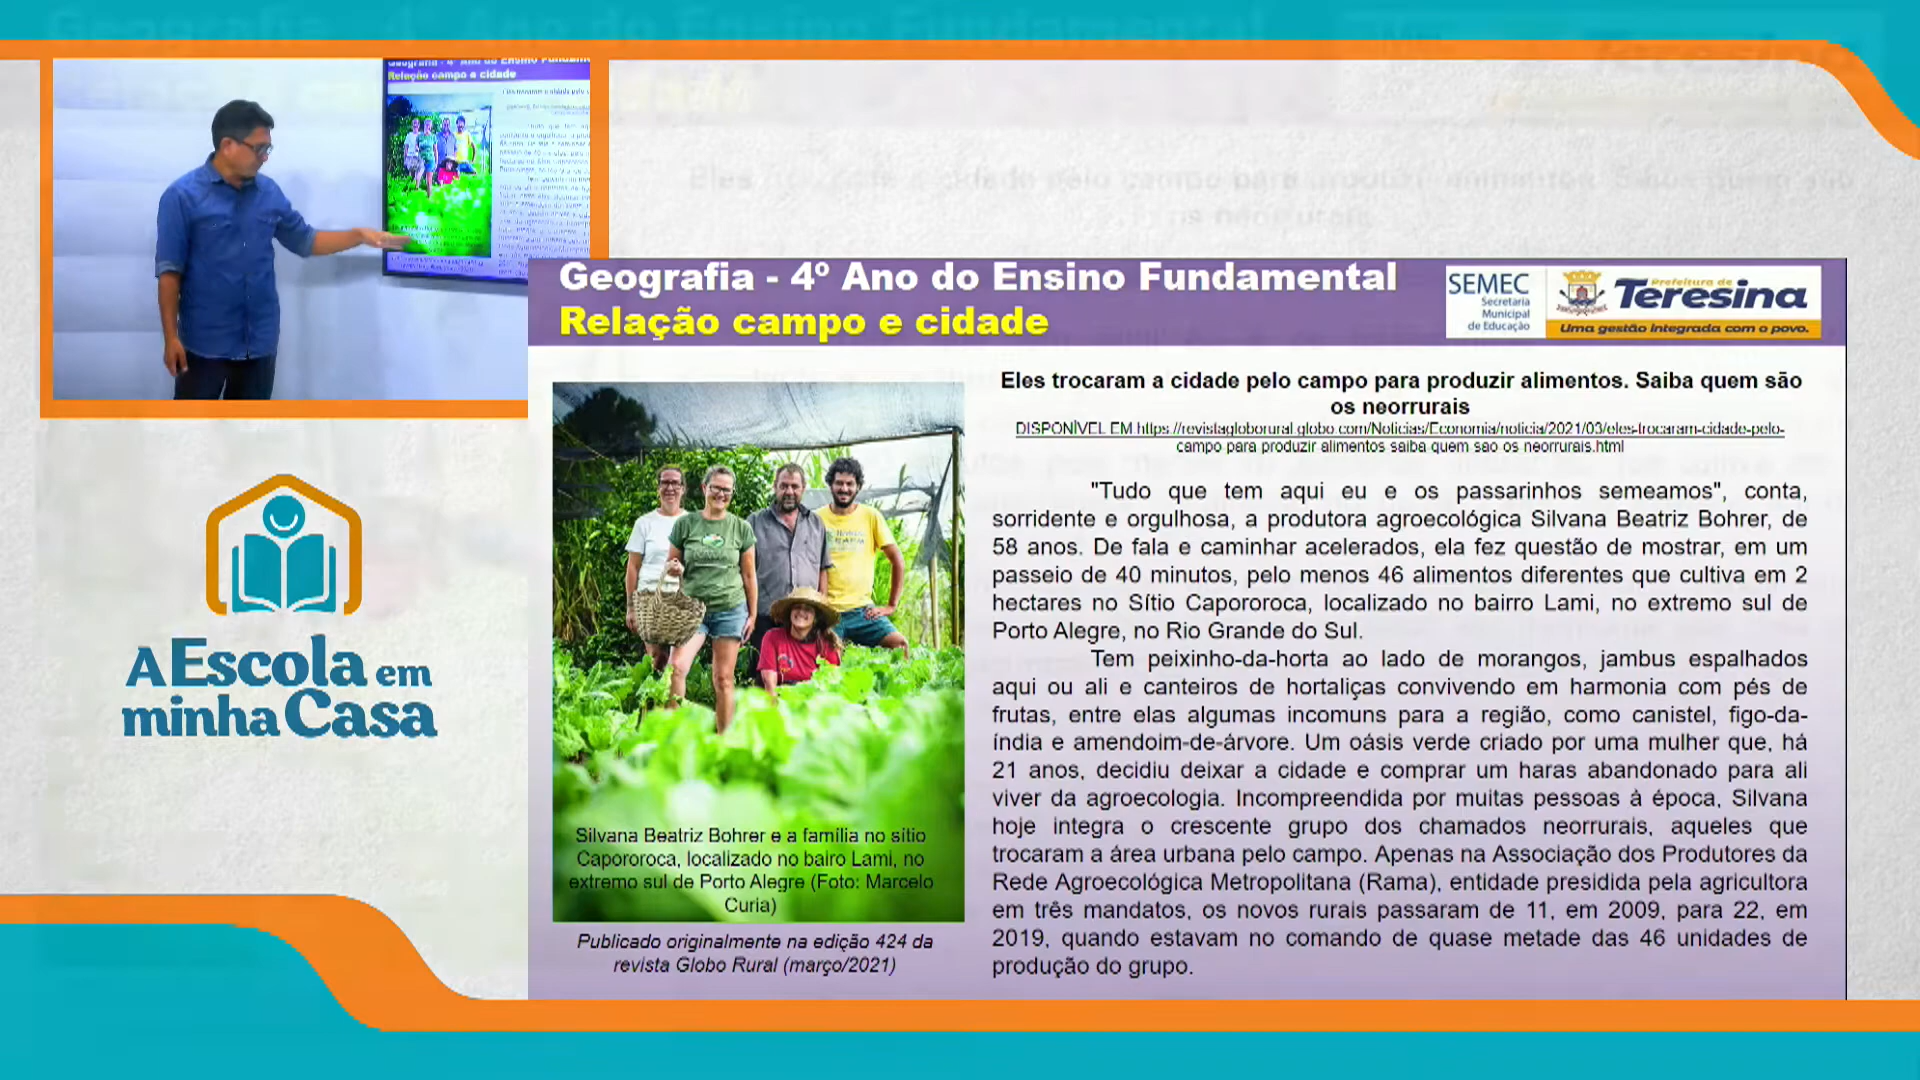 Geografia - 4º Ano do Ensino Fundamental
Relação campo e cidade
SEMEC
Secretaria
Municipal
de Educação
Prefeitura de
Teresina
Uma gestão integrada com o povo.
Relação campo e cidade
A Escola em
minha Casa
Silvana Beatriz Bohrer e a família no sítio
Capororoca, localizado no bairo Lami, no
extremo sul de Porto Alegre (Foto: Marcelo
Curia)
Publicado originalmente na edição 424 da
revista Globo Rural (março/2021)
Eles trocaram a cidade pelo campo para produzir alimentos. Saiba quem são
os neorrurais
DISPONÍVEL EM https://revistagloborural.globo.com/Noticias/Economia/noticia/2021/03/eles-trocaram-cidade-pelo-
campo para produzir alimentos saiba quem sao os neorrurais.html
"Tudo que tem aqui eu e os passarinhos semeamos", conta,
sorridente e orgulhosa, a produtora agroecológica Silvana Beatriz Bohrer, de
58 anos. De fala e caminhar acelerados, ela fez questão de mostrar, em um
passeio de 40 minutos, pelo menos 46 alimentos diferentes que cultiva em 2
hectares no Sítio Capororoca, localizado no bairro Lami, no extremo sul de
Porto Alegre, no Rio Grande do Sul.
Tem peixinho-da-horta ao lado de morangos, jambus espalhados
aqui ou ali e canteiros de hortaliças convivendo em harmonia com pés de
frutas, entre elas algumas incomuns para a região, como canistel, figo-da-
índia e amendoim-de-árvore. Um oásis verde criado por uma mulher que, há
21 anos, decidiu deixar a cidade e comprar um haras abandonado para ali
viver da agroecologia. Incompreendida por muitas pessoas à época, Silvana
hoje integra o crescente grupo dos chamados neorrurais, aqueles que
trocaram a área urbana pelo campo. Apenas na Associação dos Produtores da
Rede Agroecológica Metropolitana (Rama), entidade presidida pela agricultora
em três mandatos, os novos rurais passaram de 11, em 2009, para 22, em
2019, quando estavam no comando de quase metade das 46 unidades de
produção do grupo.